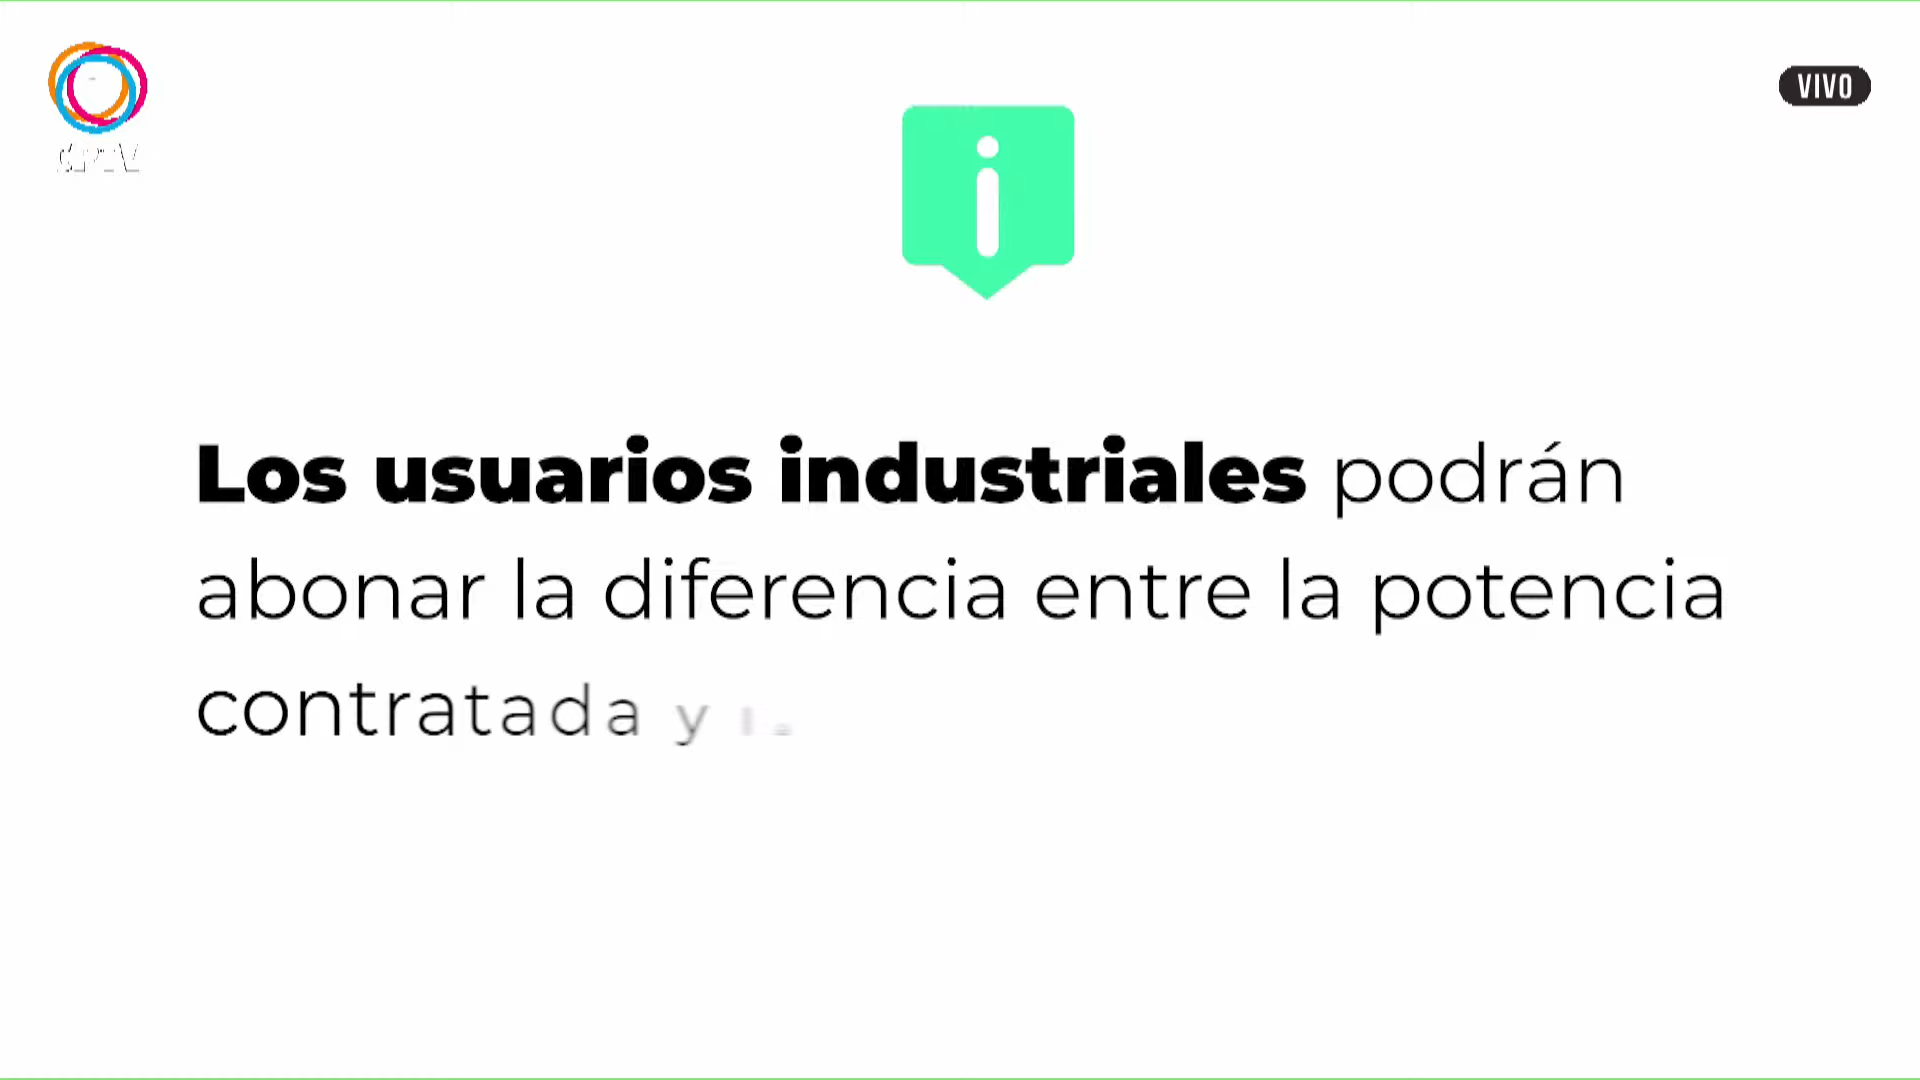 VIVO
i
Los usuarios industriales podrán
abonar la diferencia entre la potencia
contratada y